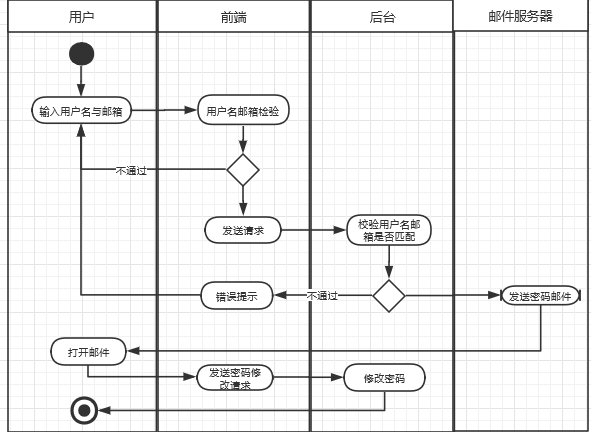 用户
前端
后台
邮件服务器
输入用户名与邮箱
用户名邮箱检验
不通过
发送请求
校验用户名邮
箱是否匹配
错误提示
不通过
发送密码邮件
打开邮件
发送密码修
改请求
修改密码